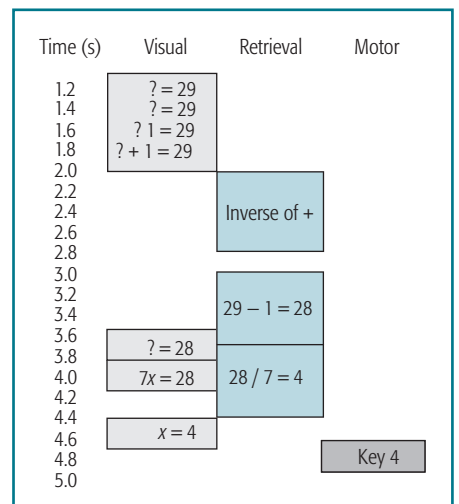 Time (s) Visual Retrieval Motor
1.2 ? = 29
1.4 ? = 29
1.6 ? 1 = 29
1.8 ? + 1 = 29
2.0
2.2
2.4 Inverse of +
2.6
2.8
3.0
3.2
3.4 29 − 1 = 28
3.6
3.8 ? = 28
4.0 7x = 28 28 / 7 = 4
4.2
4.4
4.6 x = 4
4.8 Key 4
5.0